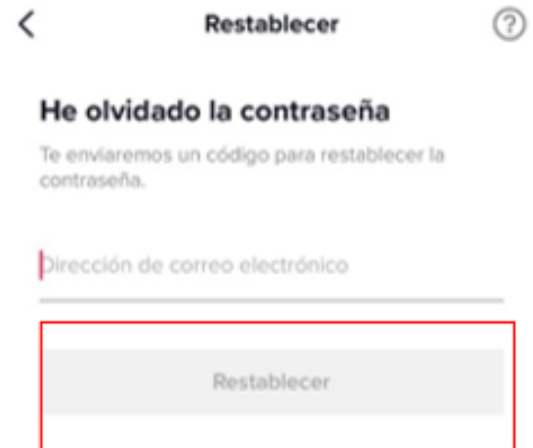 Restablecer
?
He olvidado la contraseña
Te enviaremos un código para restablecer la
contraseña.
Dirección de correo electrónico
Restablecer